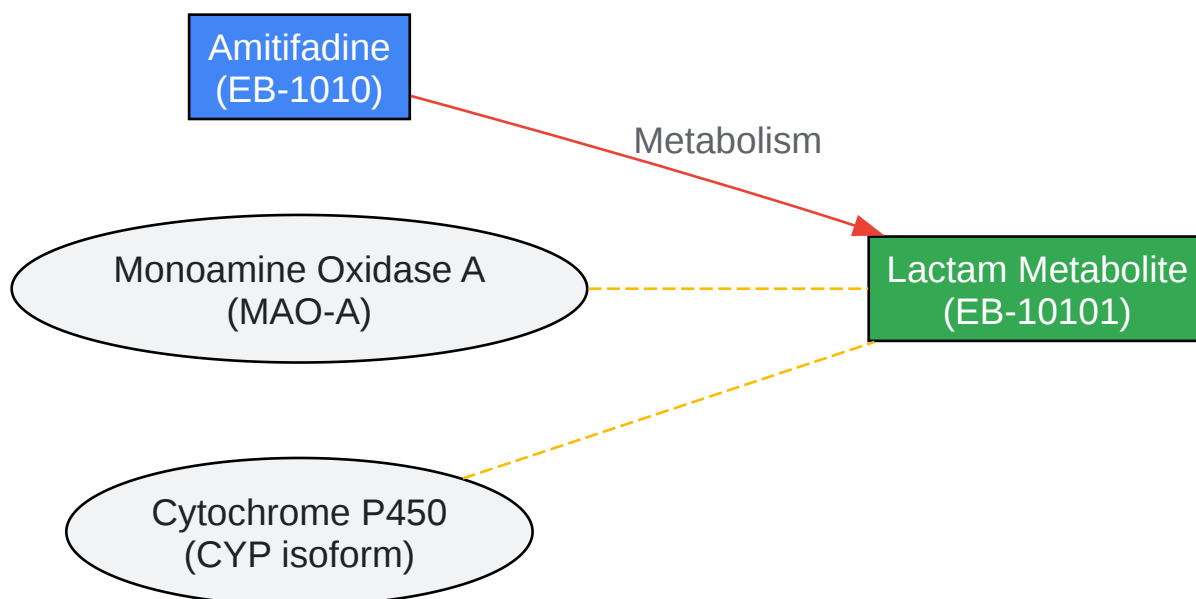 Amitifadine
(EB-1010)
Metabolism
Monoamine Oxidase A
(MAO-A)
Lactam Metabolite
(EB-10101)
Cytochrome P450
(CYP isoform)